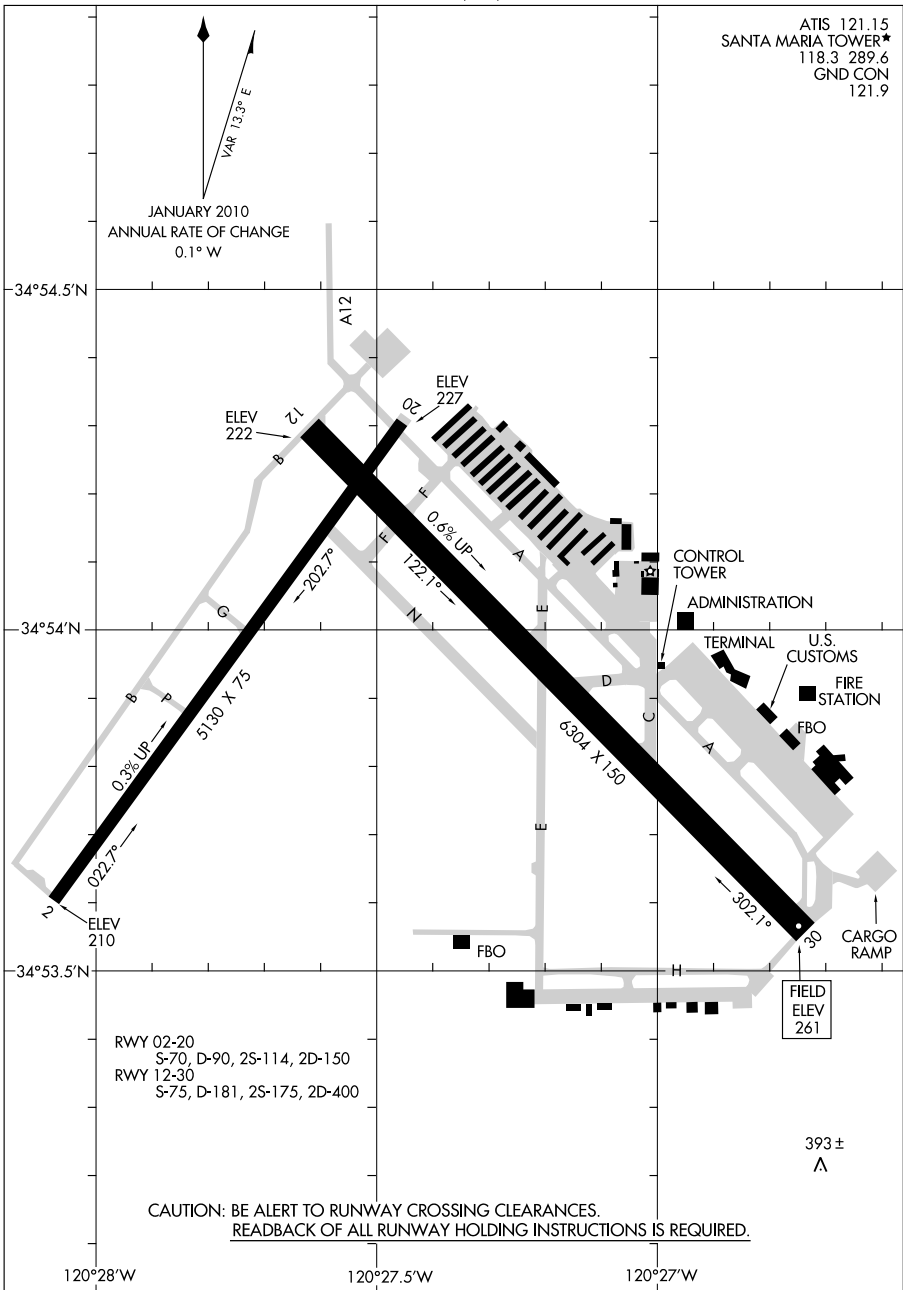 ATIS 121.15
SANTA MARIA TOWER★
118.3 289.6
GND CON
121.9
VAR 13.3° E
JANUARY 2010
ANNUAL RATE OF CHANGE
0.1° W
34°54.5'N
A12
ELEV
227
20
ELEV
222
12
B
F
F
0.6% UP
A
122.1°
202.7°
CONTROL
TOWER
ADMINISTRATION
E
N
G
34°54'N
TERMINAL
U.S.
CUSTOMS
FIRE
STATION
FBO
D
C
A
B
P
5130 X 75
6304 X 150
0.3% UP
E
022.7°
302.1°
2
ELEV
210
30
CARGO
RAMP
FBO
34°53.5'N
H
FIELD
ELEV
261
RWY 02-20
S-70, D-90, 2S-114, 2D-150
RWY 12-30
S-75, D-181, 2S-175, 2D-400
393 ±
CAUTION: BE ALERT TO RUNWAY CROSSING CLEARANCES.
READBACK OF ALL RUNWAY HOLDING INSTRUCTIONS IS REQUIRED.
120°28'W
120°27.5'W
120°27'W